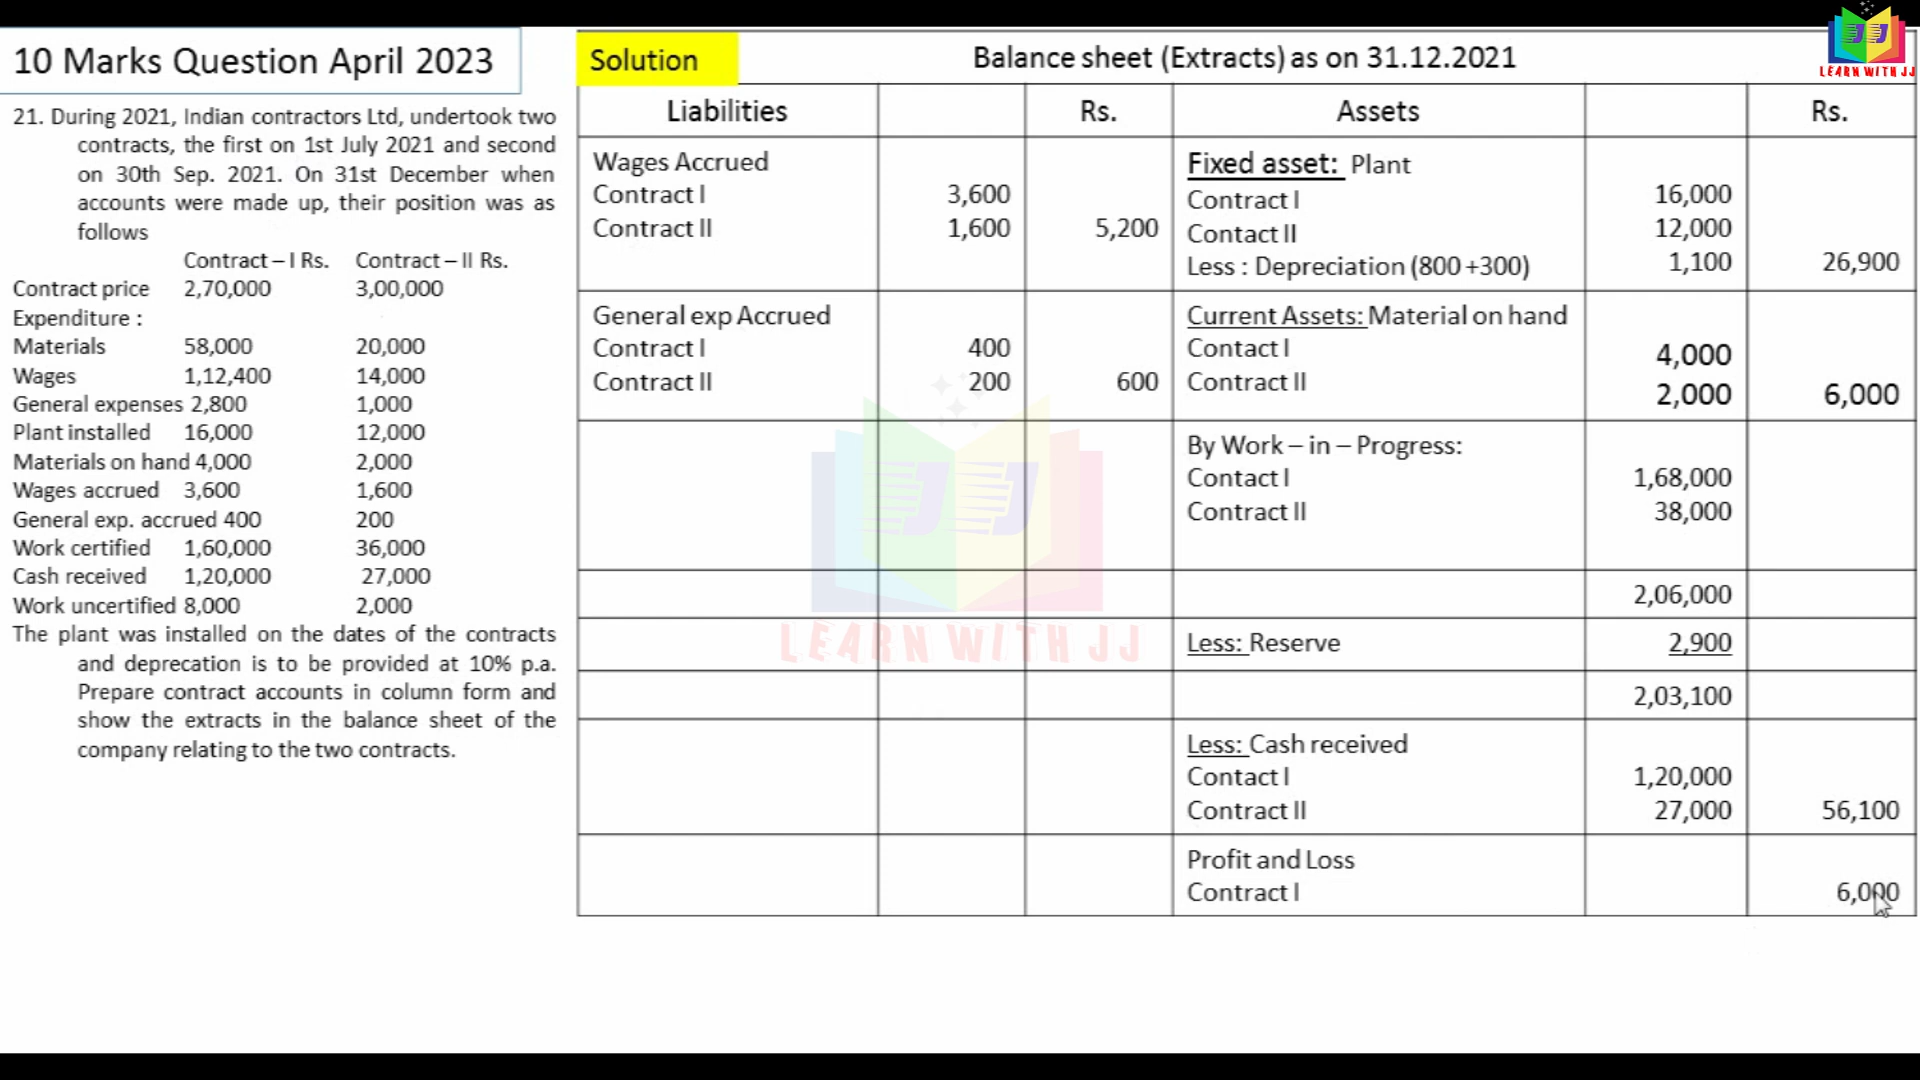 10 Marks Question April 2023
21. During 2021, Indian contractors Ltd, undertook two
contracts, the first on 1st July 2021 and second
on 30th Sep. 2021. On 31st December when
accounts were made up, their position was as
follows
Contract – I Rs. Contract – II Rs.
Contract price 2,70,000 3,00,000
Expenditure :
Materials 58,000 20,000
Wages 1,12,400 14,000
General expenses 2,800 1,000
Plant installed 16,000 12,000
Materials on hand 4,000 2,000
Wages accrued 3,600 1,600
General exp. accrued 400 200
Work certified 1,60,000 36,000
Cash received 1,20,000 27,000
Work uncertified 8,000 2,000
The plant was installed on the dates of the contracts
and deprecation is to be provided at 10% p.a.
Prepare contract accounts in column form and
show the extracts in the balance sheet of the
company relating to the two contracts.
Solution
Balance sheet (Extracts) as on 31.12.2021
Liabilities Rs. Assets Rs.
Wages Accrued Fixed asset: Plant
Contract I 3,600 Contract I 16,000
Contract II 1,600 5,200 Contact II 12,000
Less : Depreciation (800 +300) 1,100 26,900
General exp Accrued Current Assets: Material on hand
Contract I 400 Contact I 4,000
Contract II 200 600 Contract II 2,000 6,000
By Work – in – Progress:
Contact I 1,68,000
Contract II 38,000
2,06,000
Less: Reserve 2,900
2,03,100
Less: Cash received
Contact I 1,20,000
Contract II 27,000 56,100
Profit and Loss
Contract I 6,000
JJ
LEARN WITH JJ
JJ
LEARN WITH JJ